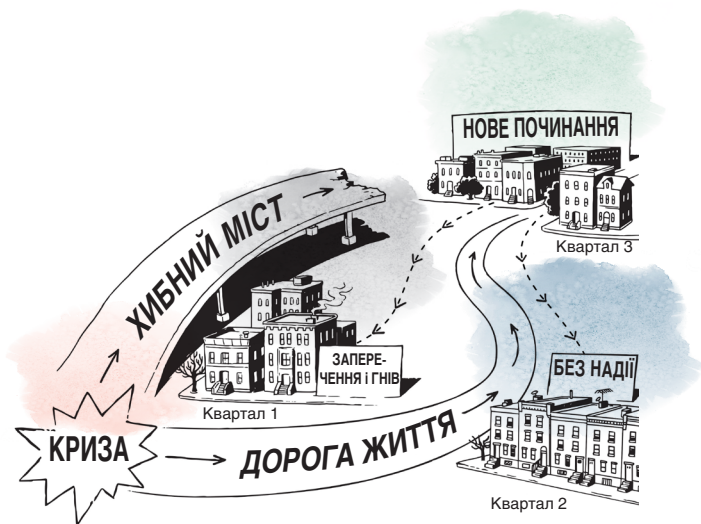 НОВЕ ПОЧИНАННЯ
Квартал 3
ХИБНИЙ МІСТ
ЗАПЕРЕ-
ЧЕННЯ і ГНІВ
Квартал 1
БЕЗ НАДІЇ
КРИЗА
ДОРОГА ЖИТТЯ
Квартал 2